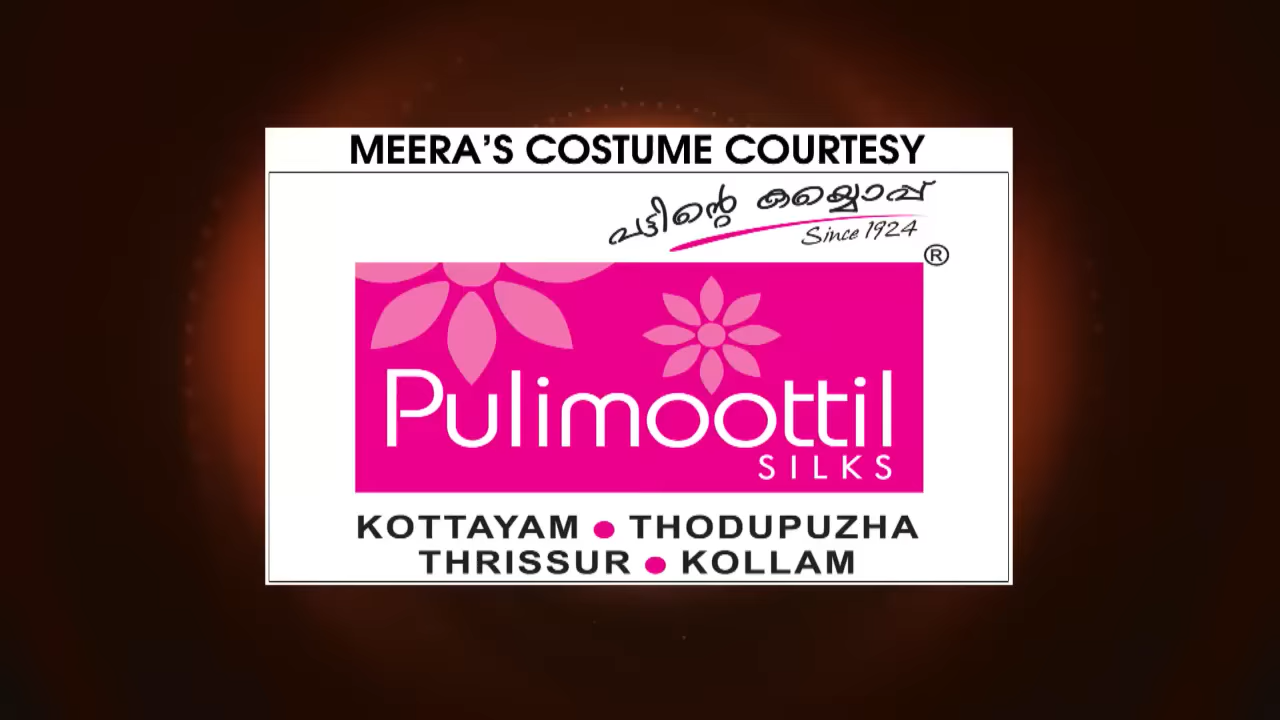 MEERA'S COSTUME COURTESY
പട്ടിന്റെ കയ്യൊപ്പ്
Since 1924
®
Pulimoottil
SILKS
KOTTAYAM ● THODUPUZHA
THRISSUR ● KOLLAM